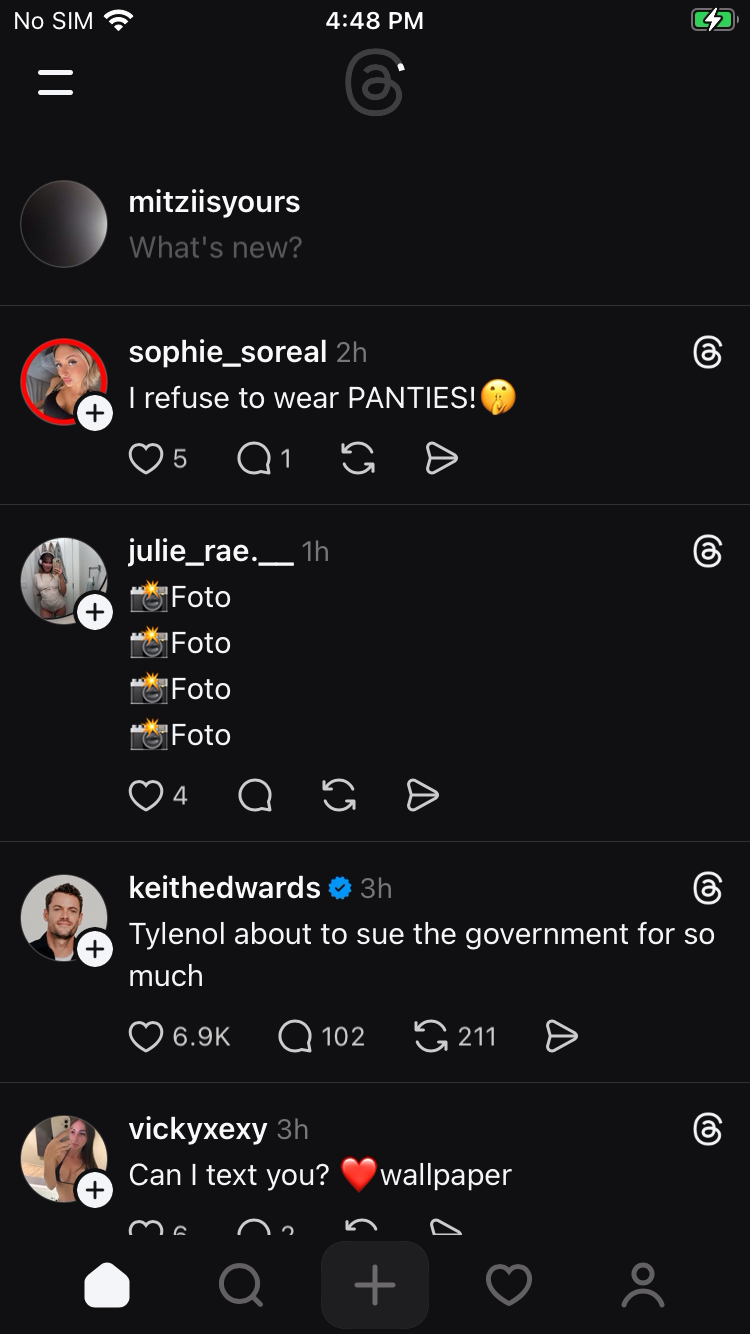 No SIM 4:48 PM
mitziisyours
What's new?
sophie_soreal 2h
I refuse to wear PANTIES!🤫
5 1
julie_rae.__ 1h
📸Foto
📸Foto
📸Foto
📸Foto
4
keithedwards 3h
Tylenol about to sue the government for so
much
6.9K 102 211
vickyxexy 3h
Can I text you? ❤️wallpaper
6 2